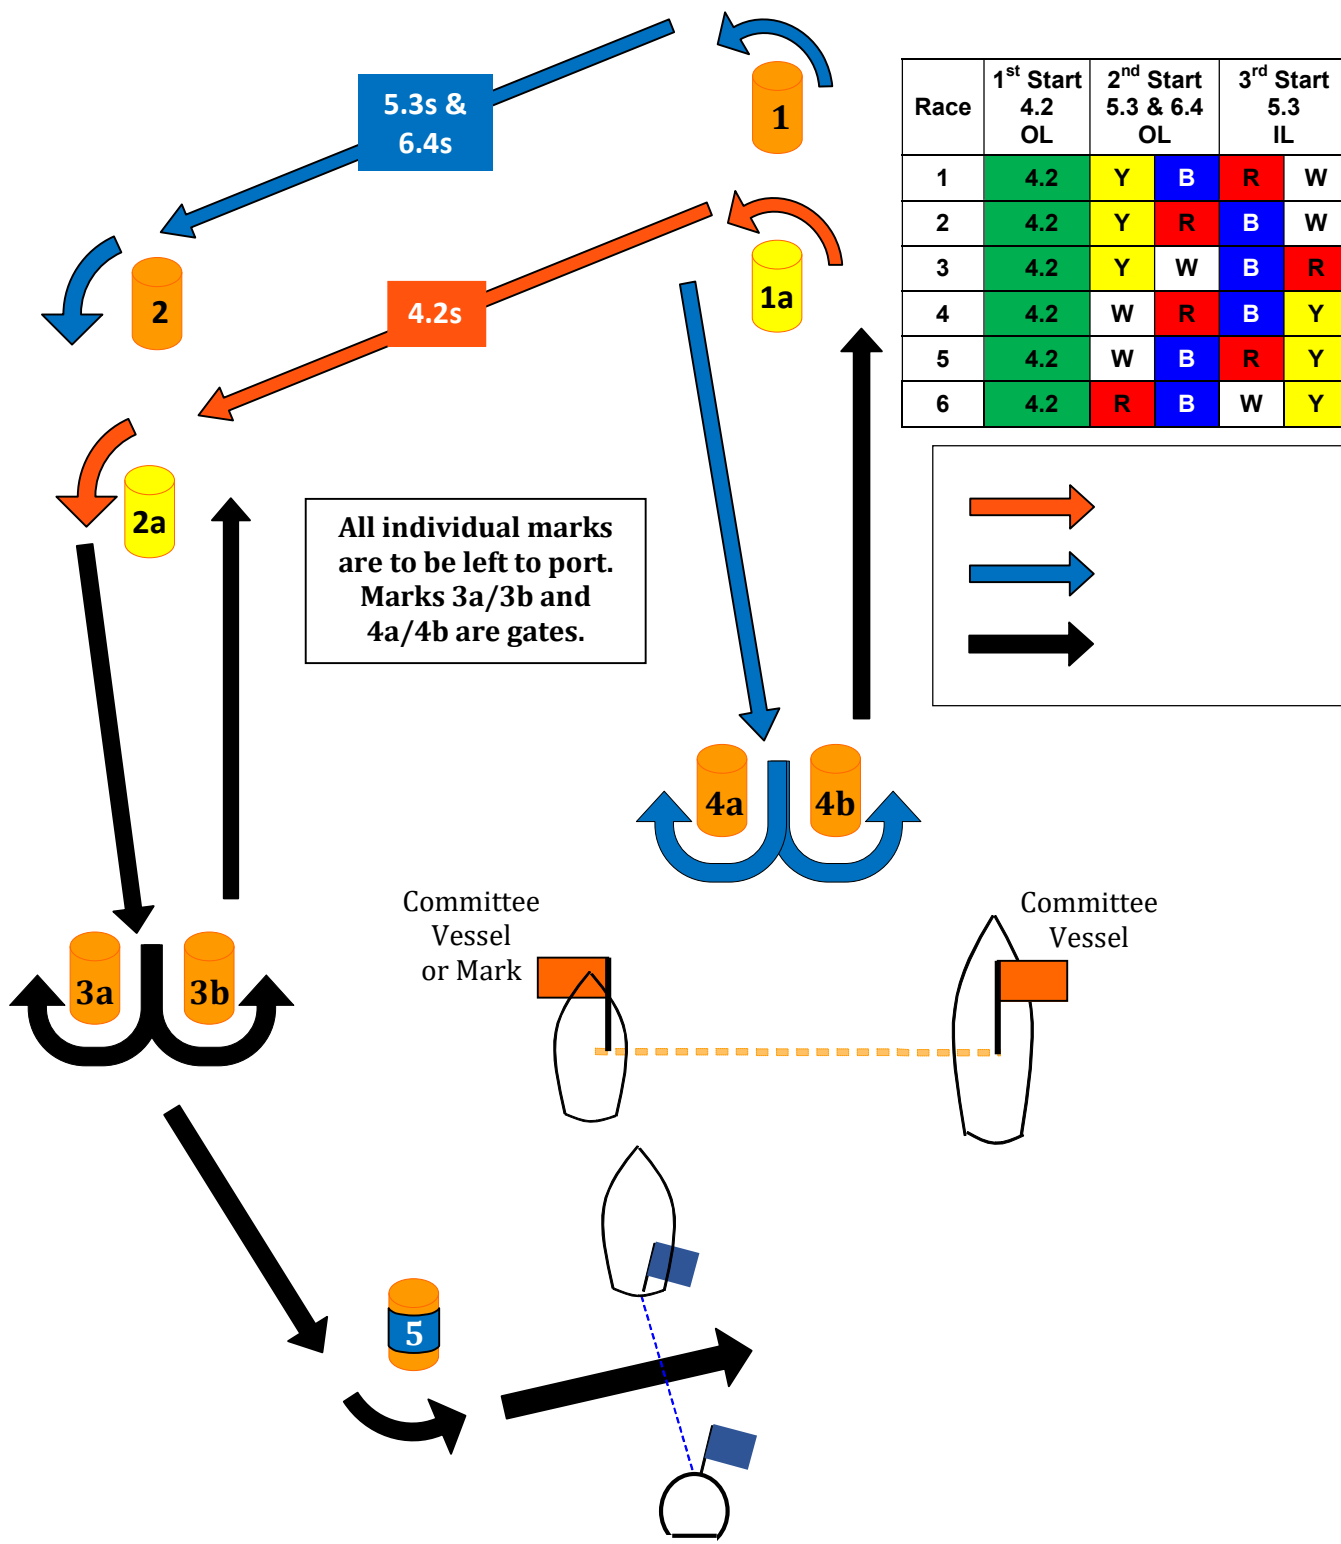 5.3s &
6.4s
1
Race
1st Start
4.2
OL
2nd Start
5.3 & 6.4
OL
3rd Start
5.3
IL
1 4.2 Y B R W
2 4.2 Y R B W
3 4.2 Y W B R
4 4.2 W R B Y
5 4.2 W B R Y
6 4.2 R B W Y
2
4.2s
1a
2a
All individual marks
are to be left to port.
Marks 3a/3b and
4a/4b are gates.
4a
4b
Committee
Vessel
or Mark
Committee
Vessel
3a
3b
5